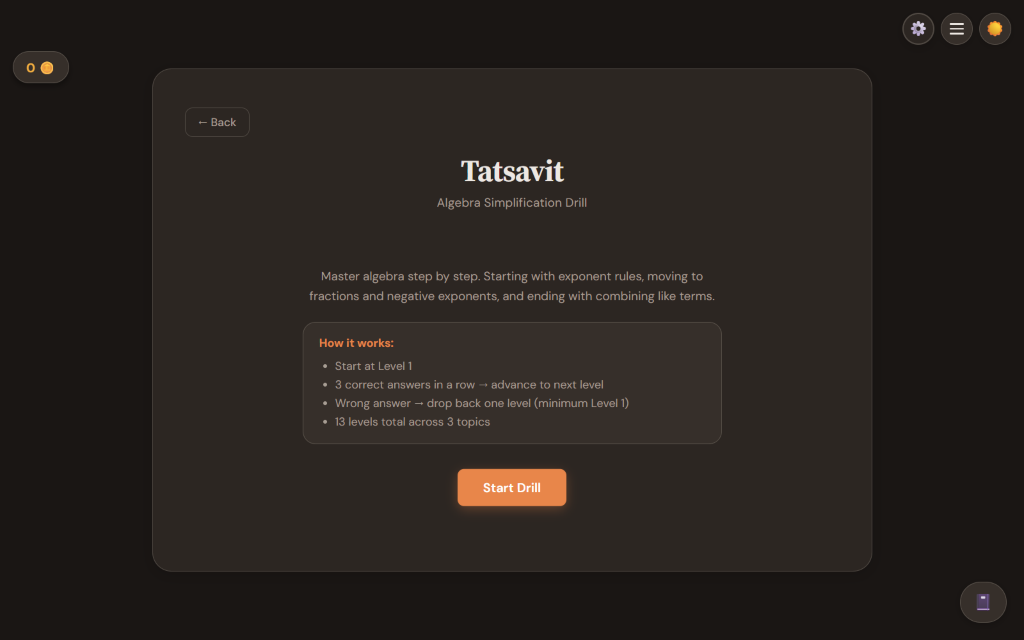 0
← Back
Tatsavit
Algebra Simplification Drill
Master algebra step by step. Starting with exponent rules, moving to
fractions and negative exponents, and ending with combining like terms.
How it works:
• Start at Level 1
• 3 correct answers in a row → advance to next level
• Wrong answer → drop back one level (minimum Level 1)
• 13 levels total across 3 topics
Start Drill